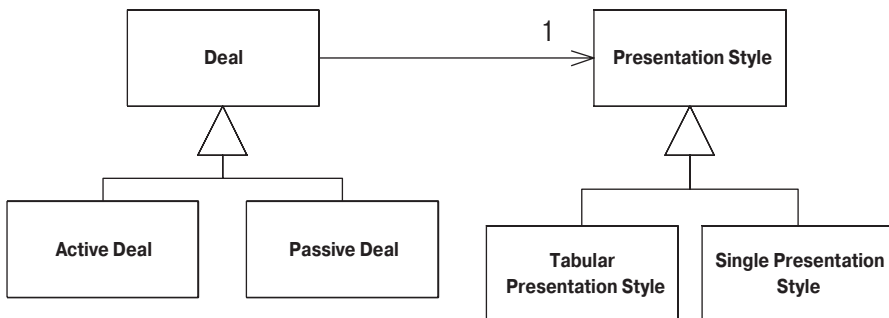 1
Deal
Presentation Style
Active Deal
Passive Deal
Tabular
Presentation Style
Single Presentation
Style